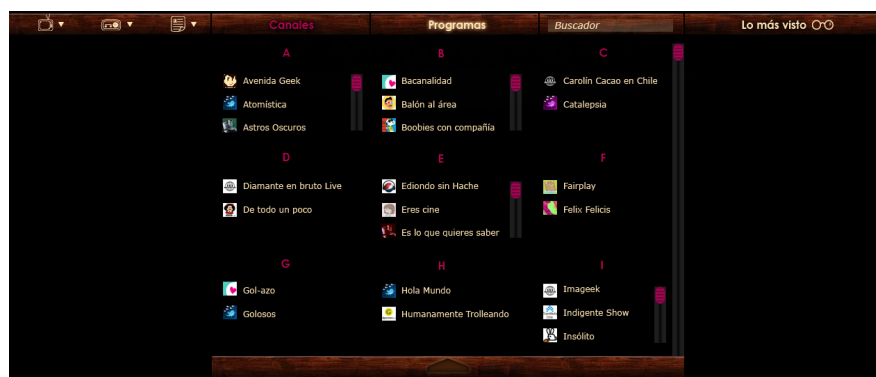 Canales Programas Buscador Lo más visto
A B C
Avenida Geek Bacanalidad Carolín Cacao en Chile
Atomística Balón al área Catalepsia
Astros Oscuros Boobies con compañía
D E F
Diamante en bruto Live Ediondo sin Hache Fairplay
De todo un poco Eres cine Felix Felicis
Es lo que quieres saber
G H I
Gol-azo Hola Mundo Imageek
Golosos Humanamente Trolleando Indigente Show
Insólito